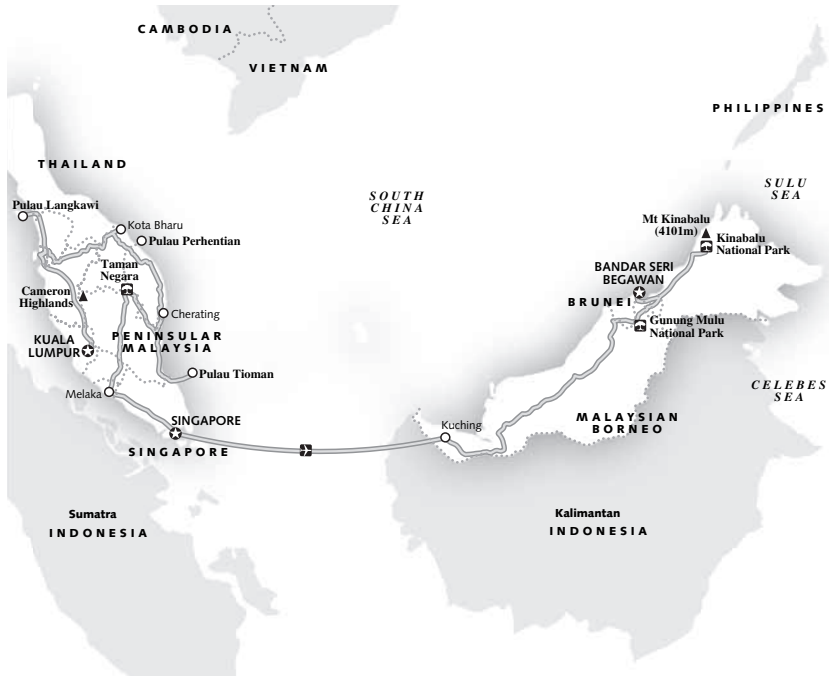 CAMBODIA
VIETNAM
PHILIPPINES
THAILAND
SULU
SEA
SOUTH
CHINA
SEA
Pulau Langkawi
Kota Bharu
Pulau Perhentian
Mt Kinabalu
(4101m)
Kinabalu
National Park
Taman
Negara
BANDAR SERI
BEGAWAN
Cameron
Highlands
BRUNEI
Cherating
Gunung Mulu
National Park
KUALA
LUMPUR
PENINSULAR
MALAYSIA
Pulau Tioman
CELEBES
SEA
Melaka
SINGAPORE
Kuching
MALAYSIAN
BORNEO
SINGAPORE
Sumatra
INDONESIA
Kalimantan
INDONESIA